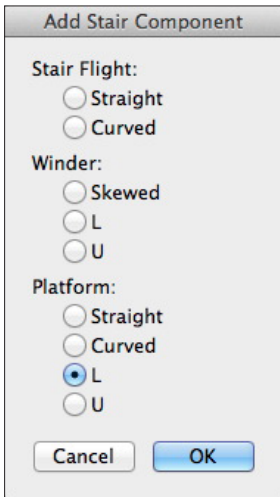 Add Stair Component
Stair Flight:
Straight
Curved
Winder:
Skewed
L
U
Platform:
Straight
Curved
L
U
Cancel OK